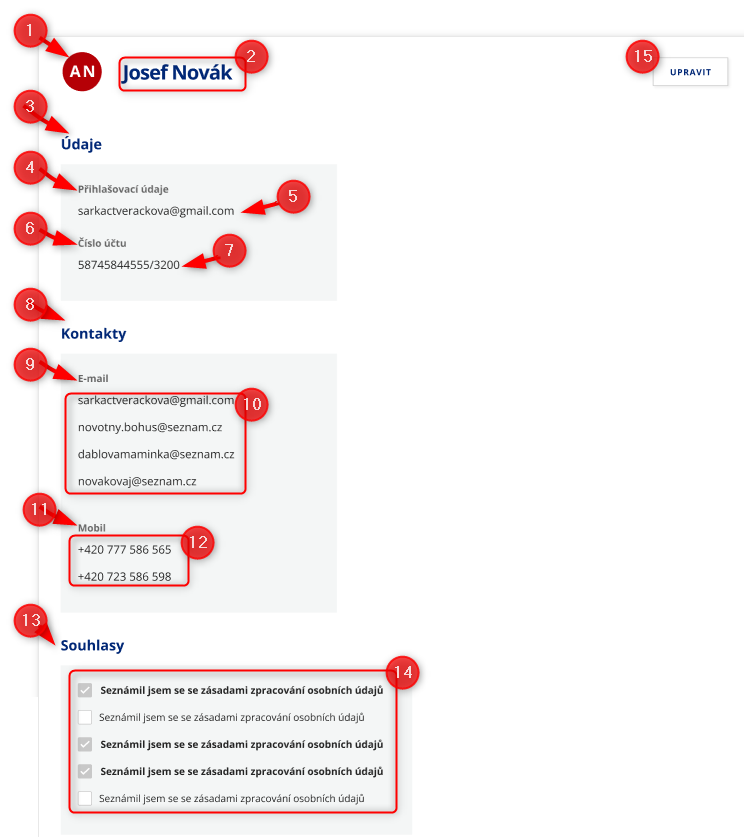 1
AN
Josef Novák
2
15
UPRAVIT
3
Údaje
4
Přihlašovací údaje
sarkactverackova@gmail.com
5
6
Číslo účtu
7
58745844555/3200
8
Kontakty
9
E-mail
sarkactverackova@gmail.com
10
novotny.bohus@seznam.cz
dablovamaminka@seznam.cz
novakovaj@seznam.cz
11
Mobil
12
+420 777 586 565
+420 723 586 598
13
Souhlasy
14
Seznámil jsem se se zásadami zpracování osobních údajů
Seznámil jsem se se zásadami zpracování osobních údajů
Seznámil jsem se se zásadami zpracování osobních údajů
Seznámil jsem se se zásadami zpracování osobních údajů
Seznámil jsem se se zásadami zpracování osobních údajů